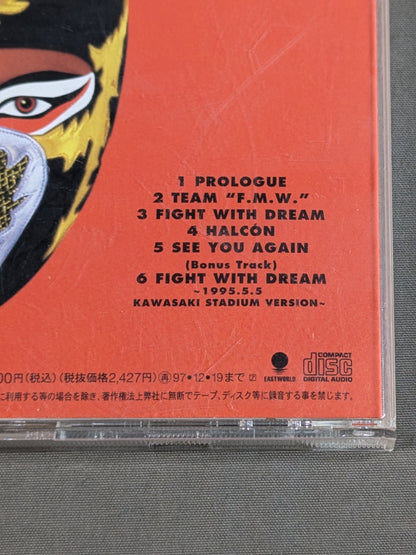 1 PROLOGUE
2 TEAM "F.M.W."
3 FIGHT WITH DREAM
4 HALCÓN
5 SEE YOU AGAIN
(Bonus Track)
6 FIGHT WITH DREAM
~1995.5.5
KAWASAKI STADIUM VERSION~
00円(税込)(税抜価格2,427円)再97・12・19まで
EASTWORLD
COMPACT
disc
DIGITAL AUDIO
に利用する等の場合を除き、著作権法上弊社に無断でテープ、ディスク等に録音する事を禁じます。